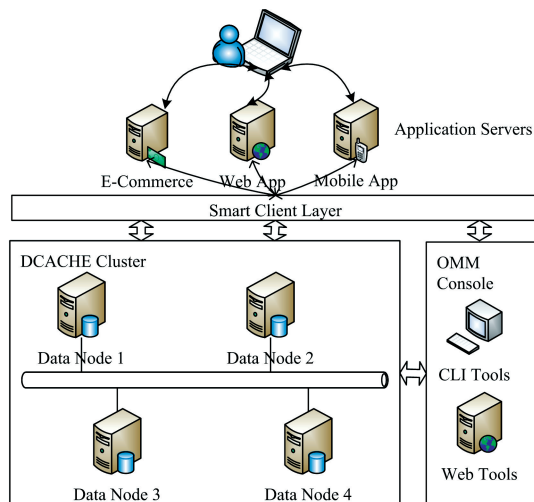 Application Servers
E-Commerce
Web App
Mobile App
Smart Client Layer
DCACHE Cluster
OMM
Console
Data Node 1
Data Node 2
CLI Tools
Data Node 3
Data Node 4
Web Tools